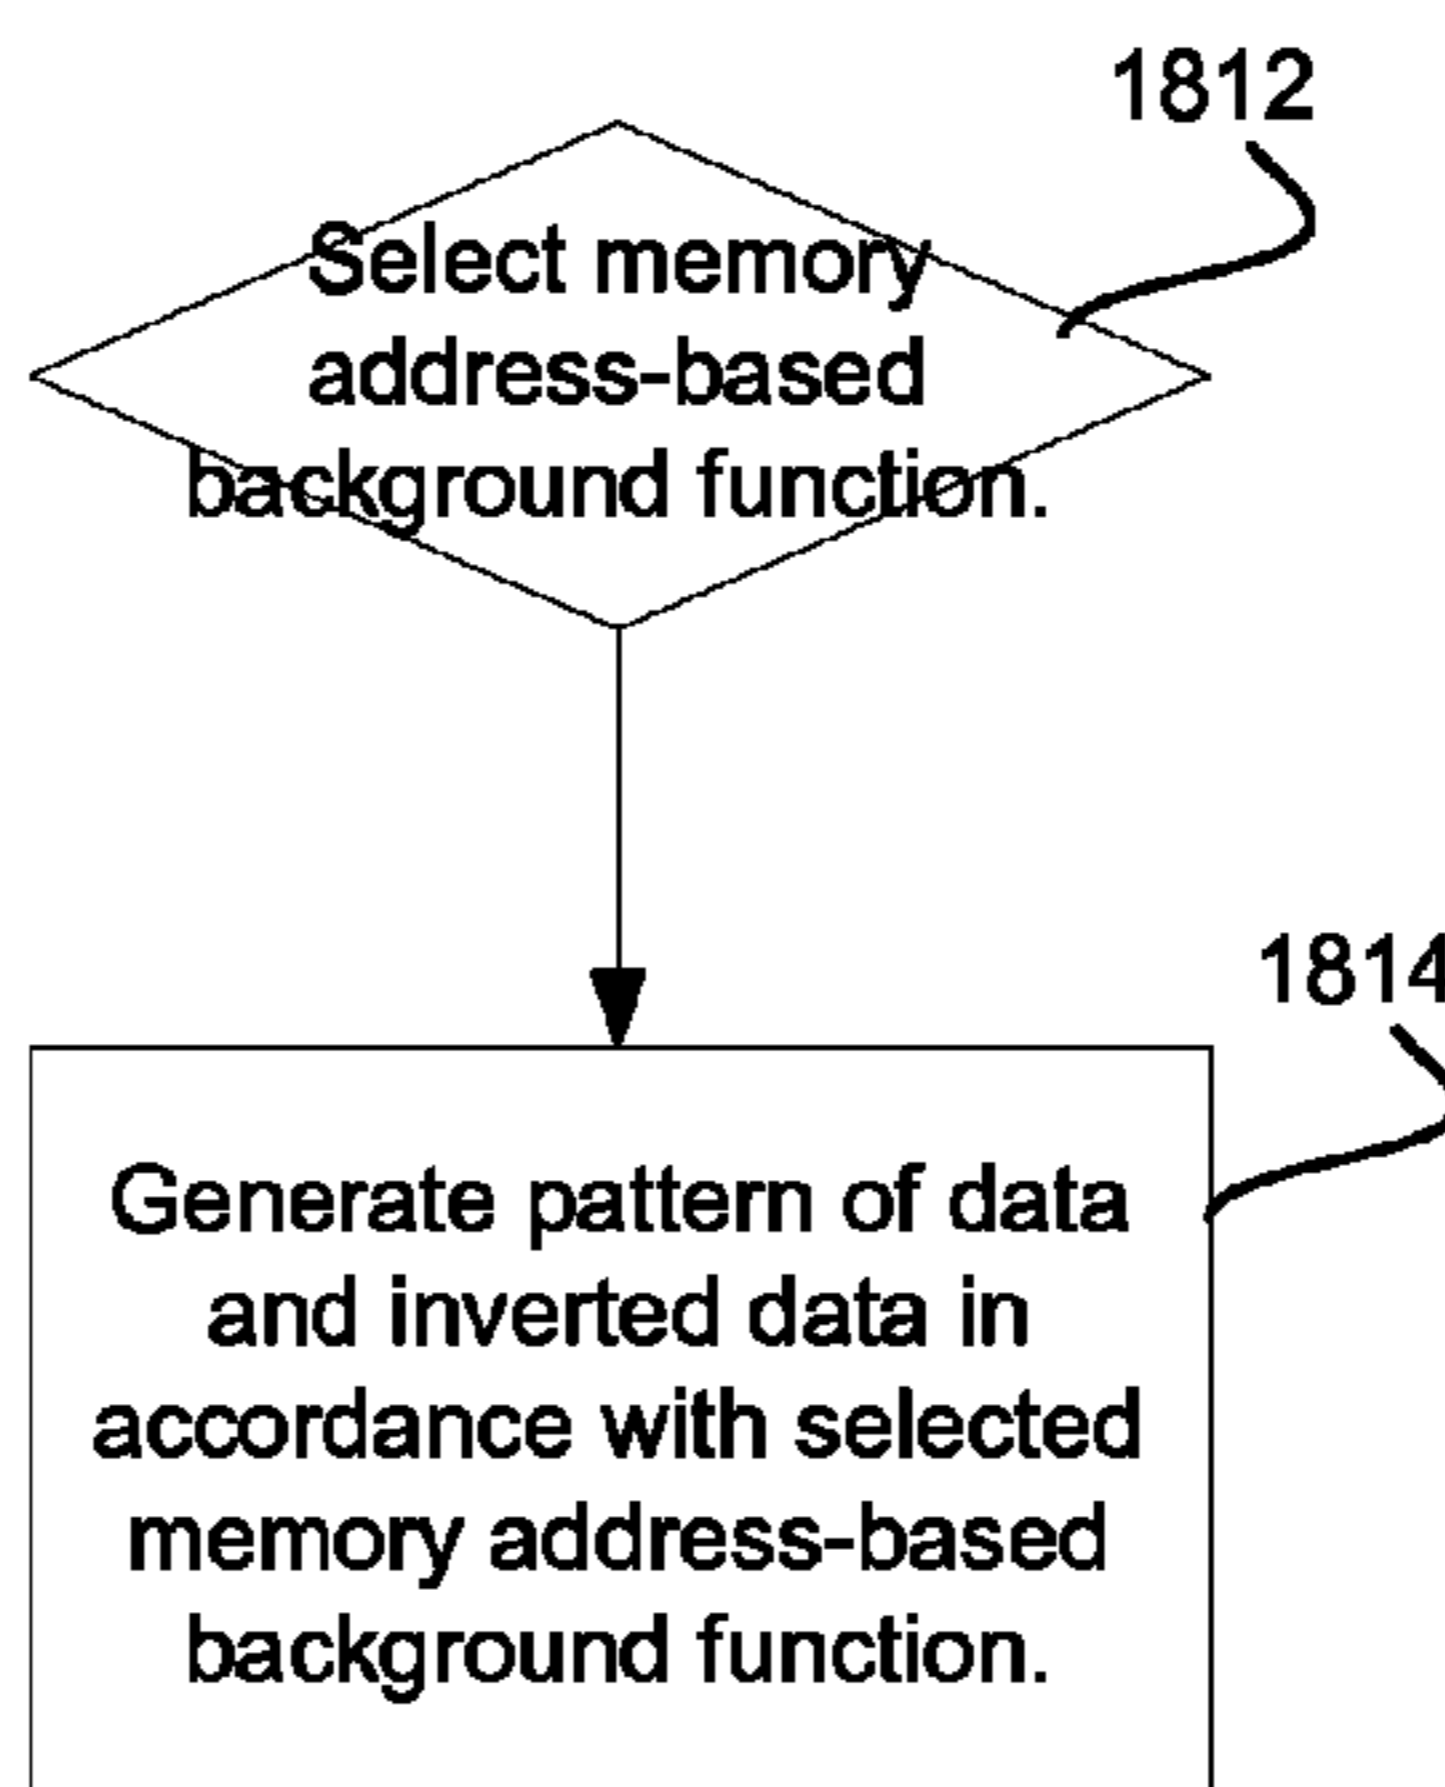 1812
Select memory
address-based
background function.
1814
Generate pattern of data
and inverted data in
accordance with selected
memory address-based
background function.